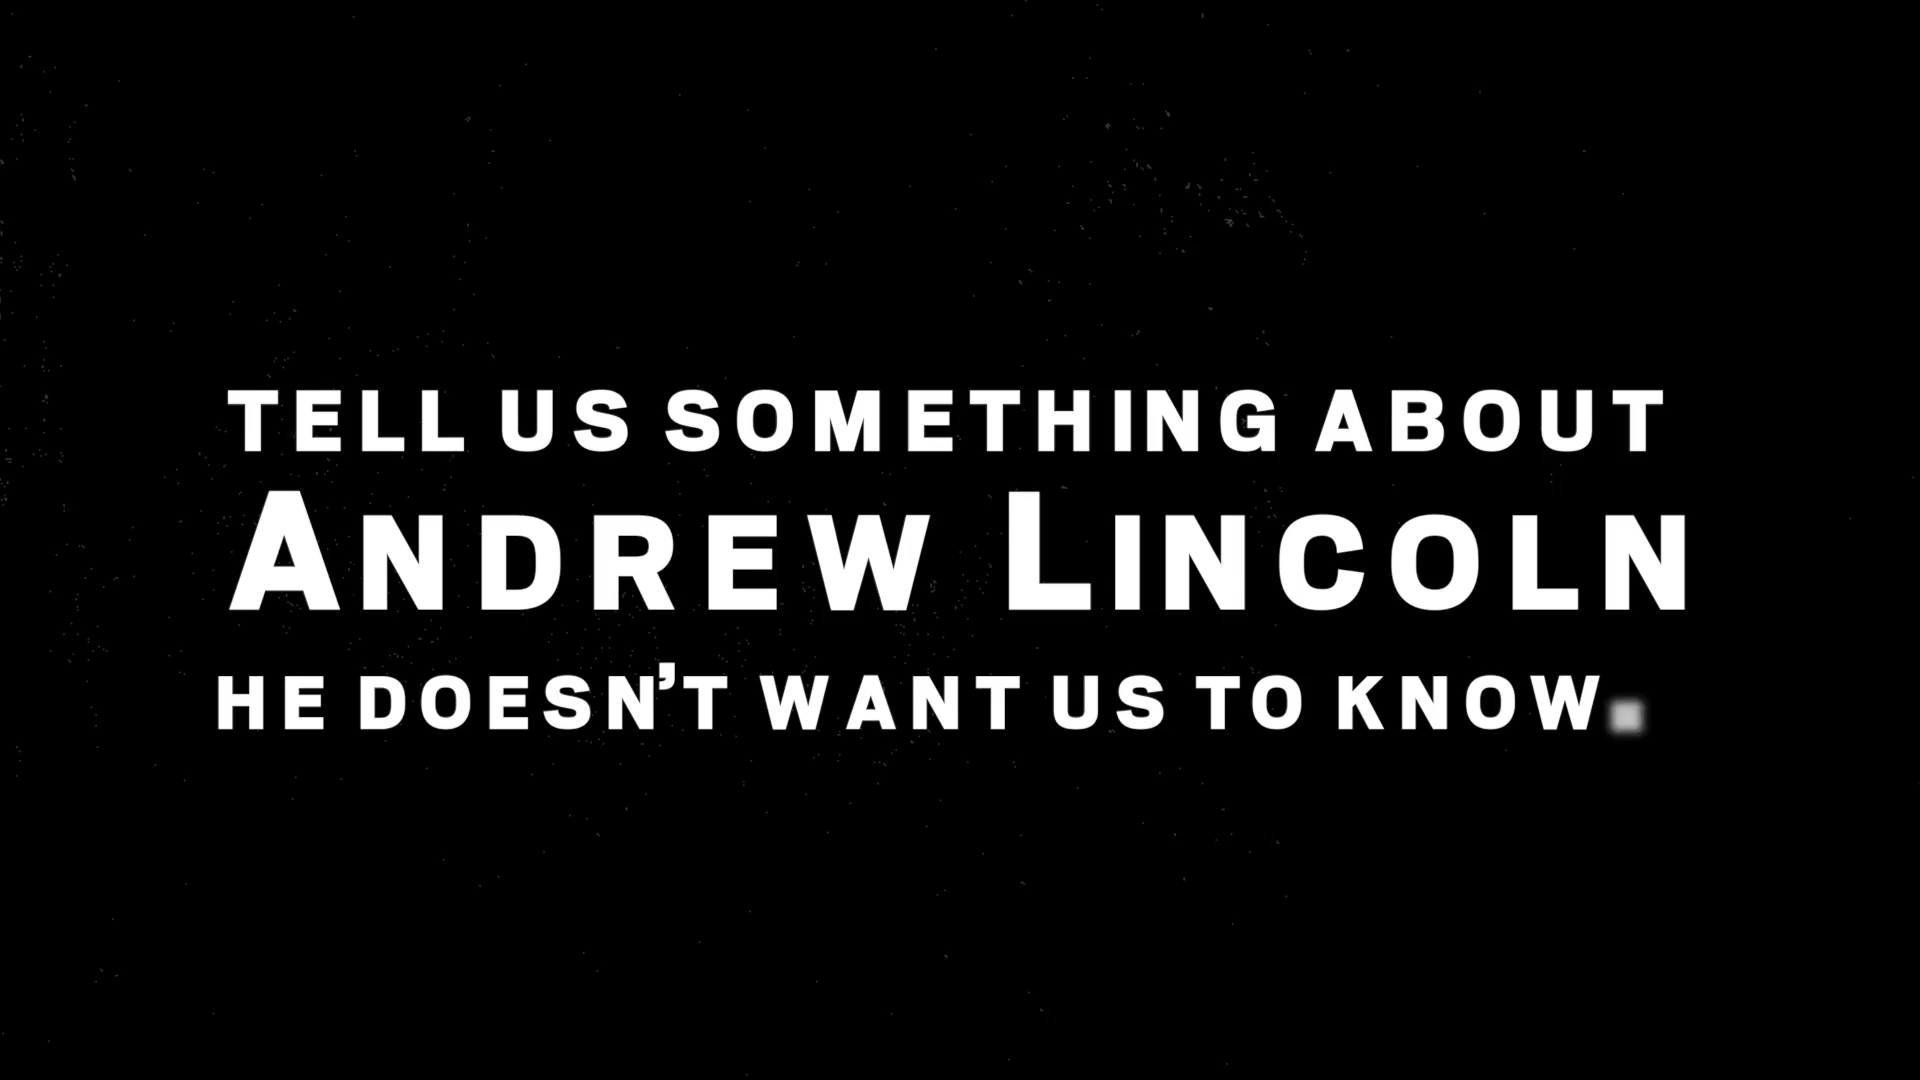 TELL US SOMETHING ABOUT
ANDREW LINCOLN
HE DOESN'T WANT US TO KNOW.